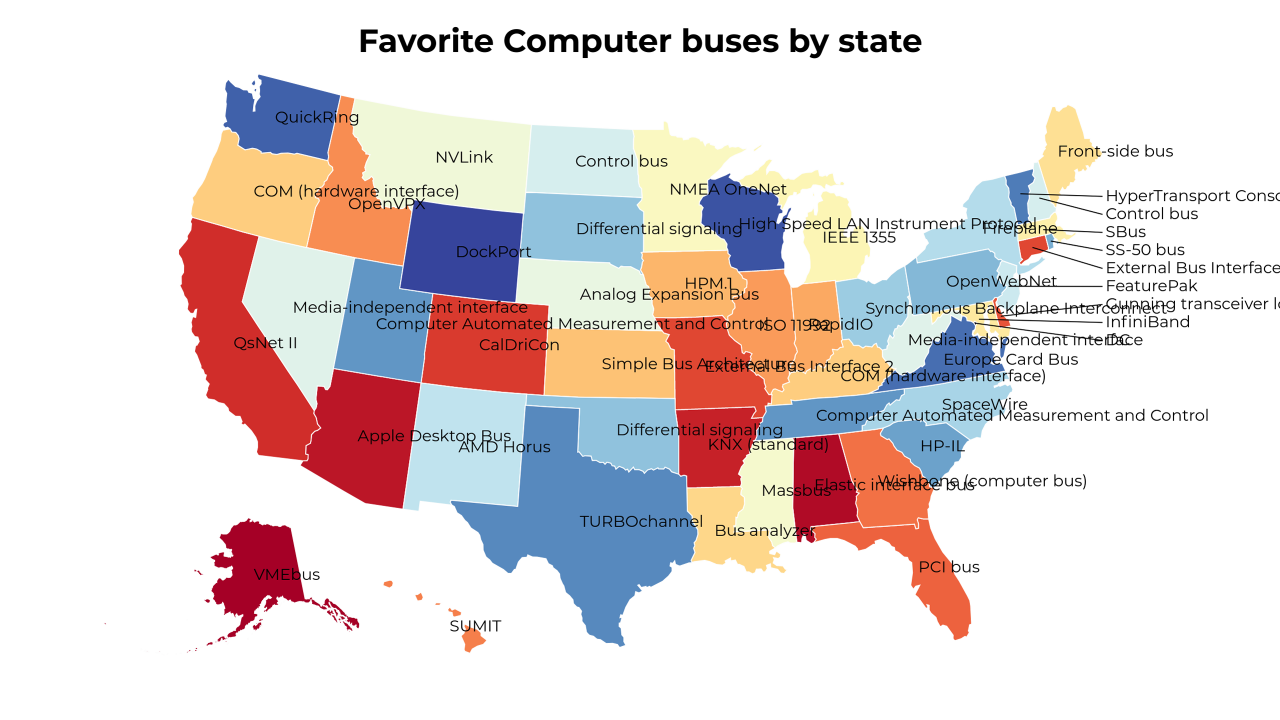 Favorite Computer buses by state
QuickRing
Front-side bus
NVLink
Control bus
NMEA OneNet
COM (hardware interface)
OpenVPX
HyperTransport Conso
Control bus
High Speed LAN Instrument Protocol
Fireplane
SBus
Differential signaling
IEEE 1355
SS-50 bus
DockPort
External Bus Interface
HPM.1
OpenWebNet
FeaturePak
Analog Expansion Bus
Media-independent interface
Synchronous Backplane Interconnect
Gunning transceiver lo
InfiniBand
Computer Automated Measurement and Control
ISO 11992
RapidIO
QsNet II
CalDriCon
Media-independent interface
I²C
Europe Card Bus
Simple Bus Architecture
External Bus Interface 2
COM (hardware interface)
SpaceWire
Computer Automated Measurement and Control
Differential signaling
Apple Desktop Bus
AMD Horus
KNX (standard)
HP-IL
Massbus
Elastic interface bus
Wishbone (computer bus)
TURBOchannel
Bus analyzer
PCI bus
VMEbus
SUMIT